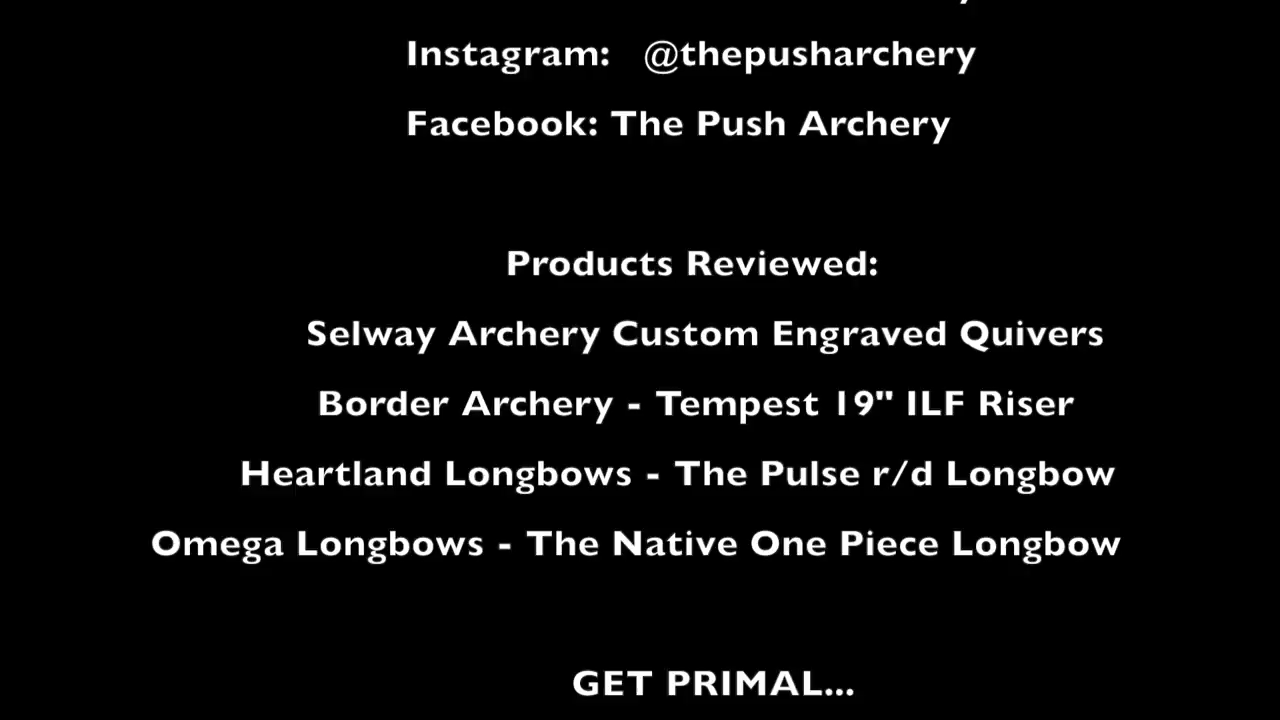 Instagram: @thepusharchery
Facebook: The Push Archery
Products Reviewed:
Selway Archery Custom Engraved Quivers
Border Archery - Tempest 19" ILF Riser
Heartland Longbows - The Pulse r/d Longbow
Omega Longbows - The Native One Piece Longbow
GET PRIMAL...